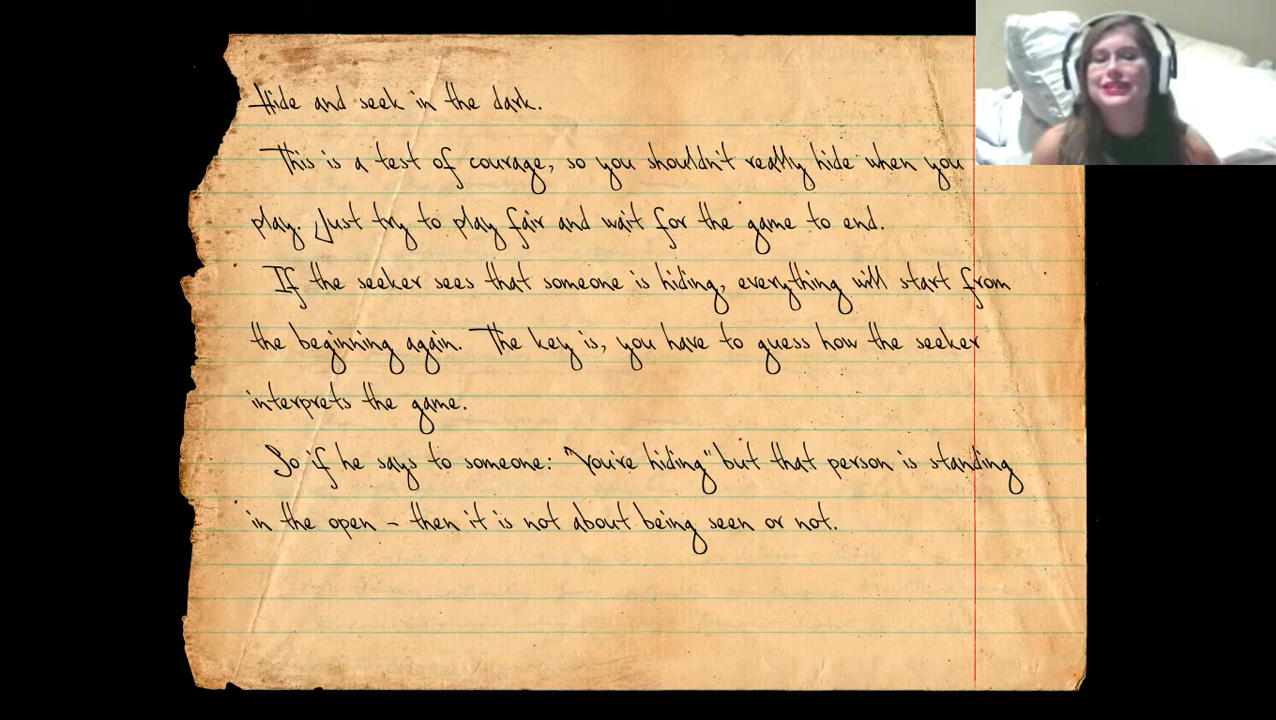 Hide and seek in the dark.
This is a test of courage, so you shouldn't really hide when you
play. Just try to play fair and wait for the game to end.
If the seeker sees that someone is hiding, everything will start from
the beginning again. The key is, you have to guess how the seeker
interprets the game.
So if he says to someone: "You're hiding" but that person is standing
in the open - then it is not about being seen or not.